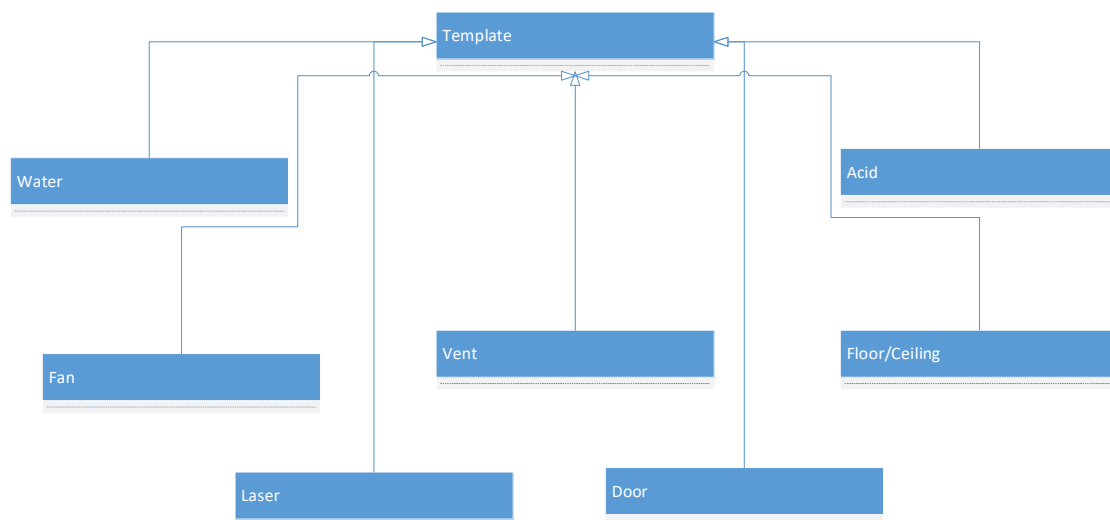 Template
Water
Acid
Vent
Floor/Ceiling
Fan
Laser
Door